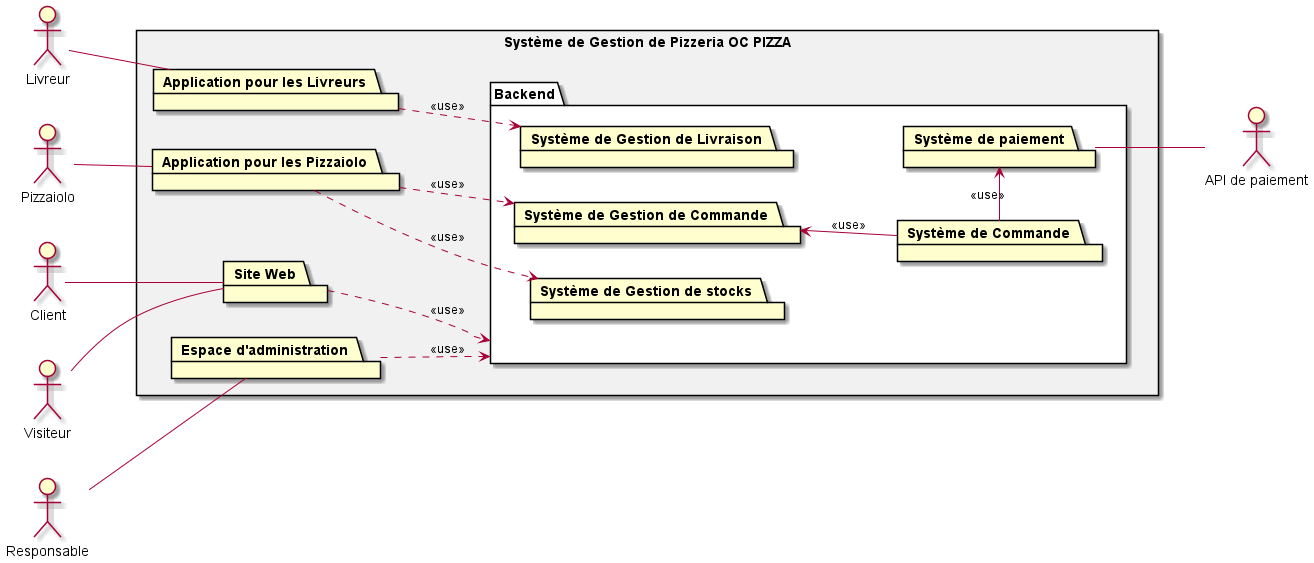 Système de Gestion de Pizzeria OC PIZZA
Livreur
Application pour les Livreurs
«use»
Backend
Système de Gestion de Livraison
Système de paiement
API de paiement
Pizzaiolo
Application pour les Pizzaiolo
«use»
«use»
Système de Gestion de Commande
«use»
«use»
Système de Commande
Client
Site Web
Système de Gestion de stocks
«use»
Visiteur
Espace d'administration
«use»
Responsable